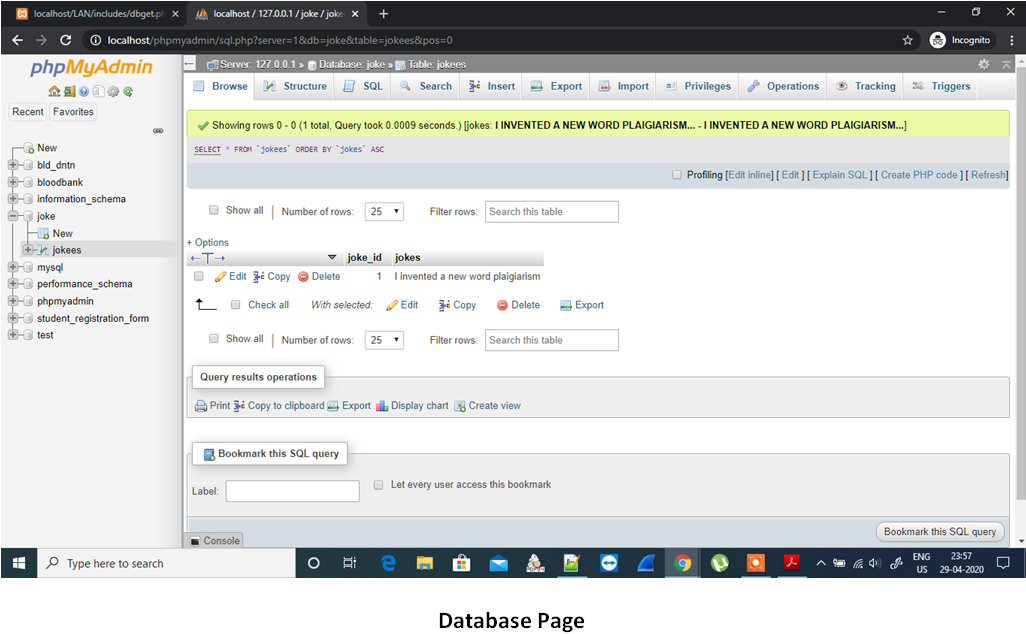 localhost/LAN/includes/dbget.ph
localhost / 127.0.0.1 / joke / joke
localhost/phpmyadmin/sql.php?server=1&db=joke&table=jokees&pos=0
Incognito
phpMyAdmin
Recent Favorites
New
bld_dntn
bloodbank
information_schema
joke
New
jokees
mysql
performance_schema
phpmyadmin
student_registration_form
test
Server: 127.0.0.1 » Database: joke » Table: jokees
Browse Structure SQL Search Insert Export Import Privileges Operations Tracking Triggers
Showing rows 0 - 0 (1 total, Query took 0.0009 seconds.) [jokes: I INVENTED A NEW WORD PLAIGIARISM... - I INVENTED A NEW WORD PLAIGIARISM...]
SELECT * FROM `jokees` ORDER BY `jokes` ASC
Profiling [Edit inline] [ Edit ] [ Explain SQL ] [ Create PHP code ] [ Refresh]
Show all | Number of rows: 25 Filter rows: Search this table
+ Options
←T→ joke_id jokes
Edit Copy Delete 1 I invented a new word plaigiarism
Check all With selected: Edit Copy Delete Export
Show all | Number of rows: 25 Filter rows: Search this table
Query results operations
Print Copy to clipboard Export Display chart Create view
Bookmark this SQL query
Label: Let every user access this bookmark
Bookmark this SQL query
Console
Type here to search
ENG
US
23:57
29-04-2020
Database Page